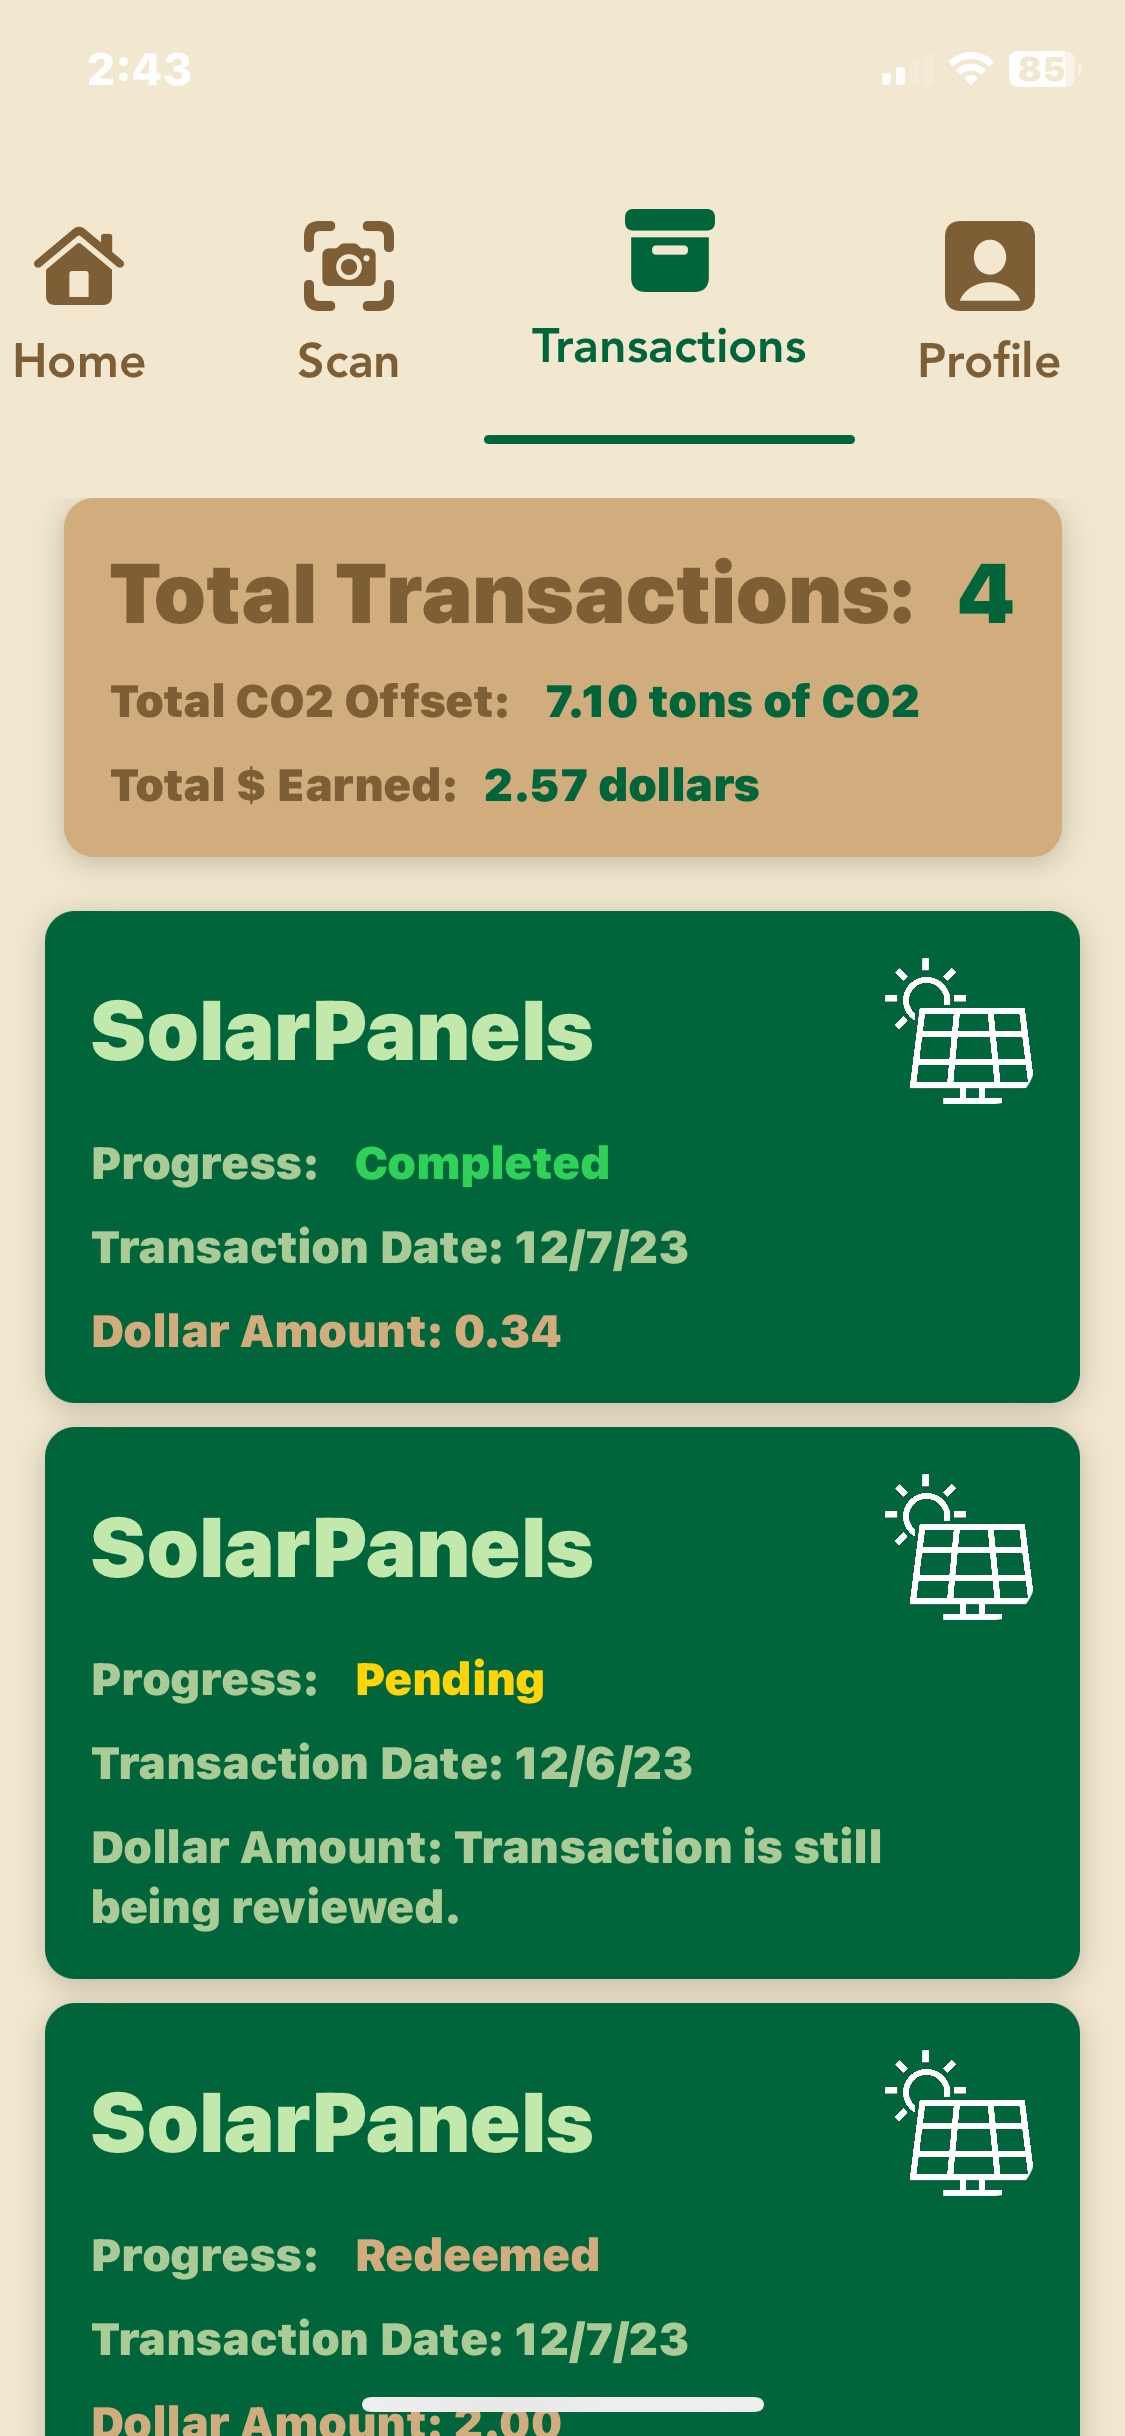 2:43
85
Home
Scan
Transactions
Profile
Total Transactions: 4
Total CO2 Offset: 7.10 tons of CO2
Total $ Earned: 2.57 dollars
SolarPanels
Progress: Completed
Transaction Date: 12/7/23
Dollar Amount: 0.34
SolarPanels
Progress: Pending
Transaction Date: 12/6/23
Dollar Amount: Transaction is still
being reviewed.
SolarPanels
Progress: Redeemed
Transaction Date: 12/7/23
Dollar Amount: 2.00